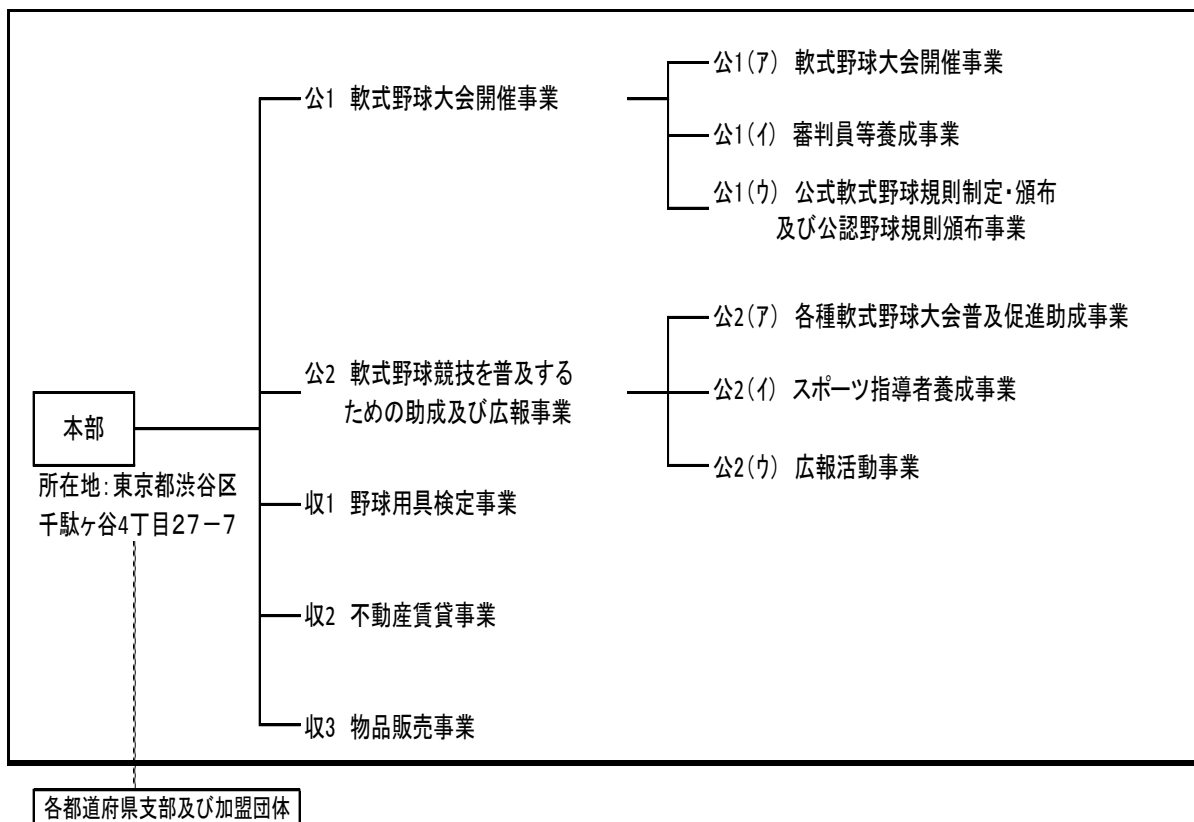 本部
所在地:東京都渋谷区
千駄ヶ谷4丁目27−7
公1 軟式野球大会開催事業
公1(ア) 軟式野球大会開催事業
公1(イ) 審判員等養成事業
公1(ウ) 公式軟式野球規則制定・頒布
及び公認野球規則頒布事業
公2 軟式野球競技を普及する
ための助成及び広報事業
公2(ア) 各種軟式野球大会普及促進助成事業
公2(イ) スポーツ指導者養成事業
公2(ウ) 広報活動事業
収1 野球用具検定事業
収2 不動産賃貸事業
収3 物品販売事業
各都道府県支部及び加盟団体